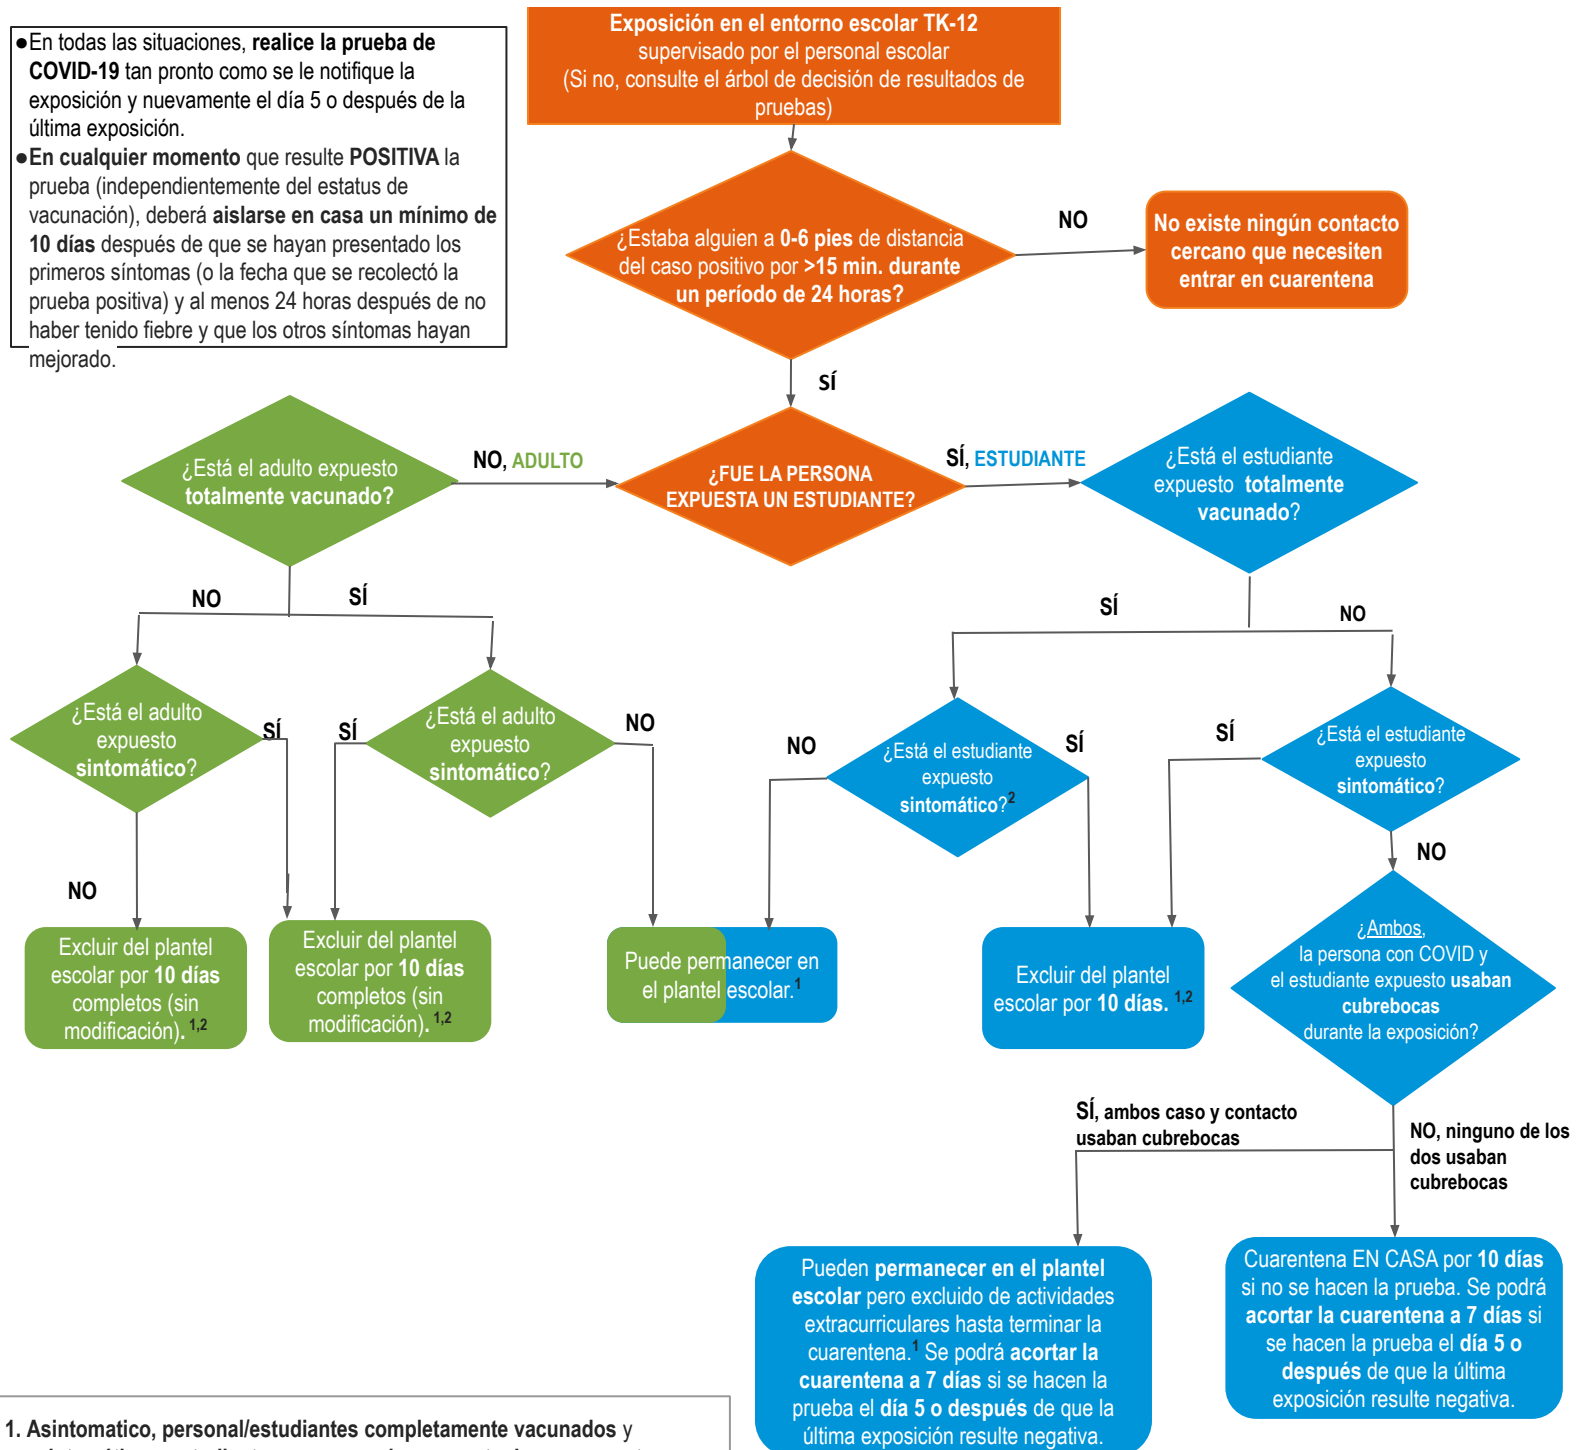 ●En todas las situaciones, realice la prueba de
COVID-19 tan pronto como se le notifique la
exposición y nuevamente el día 5 o después de la
última exposición.
●En cualquier momento que resulte POSITIVA la
prueba (independientemente del estatus de
vacunación), deberá aislarse en casa un mínimo de
10 días después de que se hayan presentado los
primeros síntomas (o la fecha que se recolectó la
prueba positiva) y al menos 24 horas después de no
haber tenido fiebre y que los otros síntomas hayan
mejorado.
Exposición en el entorno escolar TK-12
supervisado por el personal escolar
(Si no, consulte el árbol de decisión de resultados de
pruebas)
¿Estaba alguien a 0-6 pies de distancia
del caso positivo por >15 min. durante
un período de 24 horas?
NO
No existe ningún contacto
cercano que necesiten
entrar en cuarentena
SÍ
¿Está el adulto expuesto
totalmente vacunado?
NO, ADULTO
¿FUE LA PERSONA
EXPUESTA UN ESTUDIANTE?
SÍ, ESTUDIANTE
¿Está el estudiante
expuesto totalmente
vacunado?
NO
SÍ
SÍ
NO
¿Está el adulto
expuesto
sintomático?
SÍ
SÍ
¿Está el adulto
expuesto
sintomático?
NO
NO
¿Está el estudiante
expuesto
sintomático?2
SÍ
SÍ
¿Está el estudiante
expuesto
sintomático?
NO
NO
Excluir del plantel
escolar por 10 días
completos (sin
modificación). 1,2
Excluir del plantel
escolar por 10 días
completos (sin
modificación). 1,2
Puede permanecer en
el plantel escolar.1
Excluir del plantel
escolar por 10 días. 1,2
¿Ambos,
la persona con COVID y
el estudiante expuesto usaban
cubrebocas
durante la exposición?
SÍ, ambos caso y contacto
usaban cubrebocas
NO, ninguno de los
dos usaban
cubrebocas
Pueden permanecer en el plantel
escolar pero excluido de actividades
extracurriculares hasta terminar la
cuarentena.1 Se podrá acortar la
cuarentena a 7 días si se hacen la
prueba el día 5 o después de que la
última exposición resulte negativa.
Cuarentena EN CASA por 10 días
si no se hacen la prueba. Se podrá
acortar la cuarentena a 7 días si
se hacen la prueba el día 5 o
después de que la última
exposición resulte negativa.
1. Asintomatico, personal/estudiantes completamente vacunados y